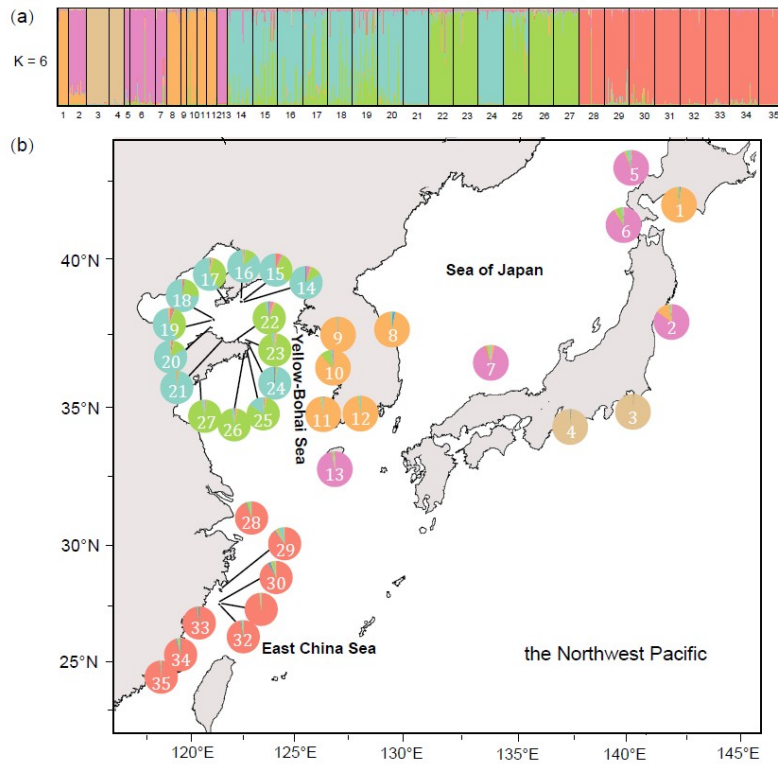 (a)
K = 6
1 2 3 4 5 6 7 8 9 10 11 12 13 14 15 16 17 18 19 20 21 22 23 24 25 26 27 28 29 30 31 32 33 34 35
(b)
5
1
6
40°N
Sea of Japan
17 16 15 14
18
19
22
2
20
23
9
8
21
24
10
7
Yellow-Bohai Sea
35°N
27 26 25
11 12
4
3
13
28
30°N
29
30
33
32
34
East China Sea
25°N
35
the Northwest Pacific
120°E 125°E 130°E 135°E 140°E 145°E